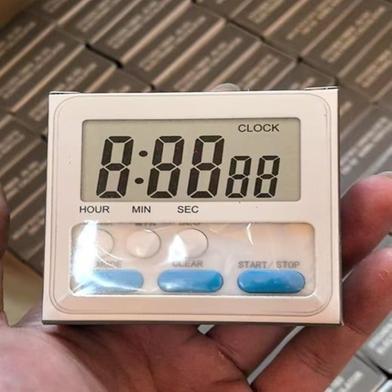 CLOCK
8:88 88
HOUR MIN SEC
CLEAR START/STOP